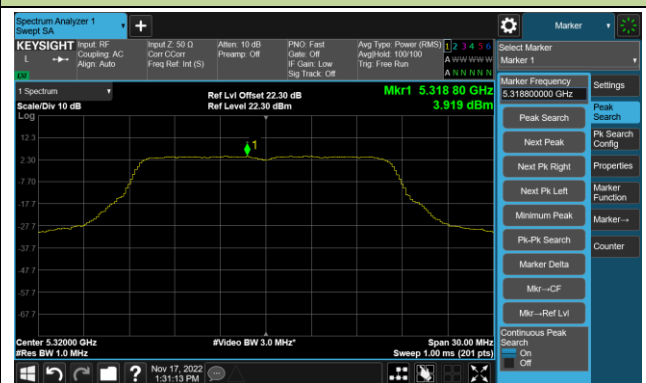 Spectrum Analyzer 1
Swept SA
Marker
KEYSIGHT
L
Input: RF
Coupling: AC
Align: Auto
Input Z: 50 Ω
Corr CCorr
Freq Ref: Int (S)
Atten: 10 dB
Preamp: Off
PNO: Fast
Gate: Off
IF Gain: Low
Sig Track: Off
Avg Type: Power (RMS)
Avg|Hold: 100/100
Trig: Free Run
1 2 3 4 5 6
A W W W W W
A N N N N N
Select Marker
Marker 1
1 Spectrum
Scale/Div 10 dB
Log
Ref Lvl Offset 22.30 dB
Ref Level 22.30 dBm
Mkr1 5.318 80 GHz
3.919 dBm
1
12.3
2.30
-7.70
-17.7
-27.7
-37.7
-47.7
-57.7
-67.7
Center 5.32000 GHz
#Res BW 1.0 MHz
#Video BW 3.0 MHz*
Span 30.00 MHz
Sweep 1.00 ms (201 pts)
Marker Frequency
5.318800000 GHz
Peak Search
Next Peak
Next Pk Right
Next Pk Left
Minimum Peak
Pk-Pk Search
Marker Delta
Mkr→CF
Mkr→Ref Lvl
Continuous Peak
Search
On
Off
Settings
Peak
Search
Pk Search
Config
Properties
Marker
Function
Marker→
Counter
?
Nov 17, 2022
1:31:13 PM